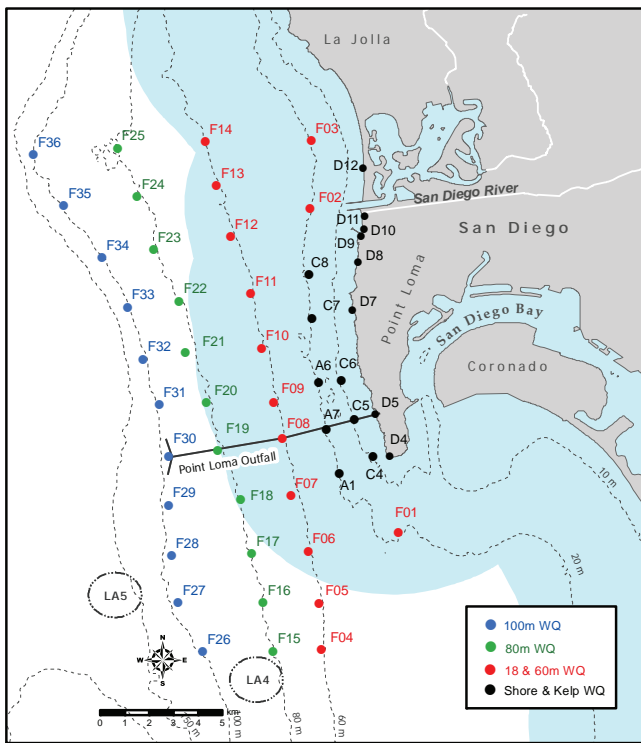 La Jolla
F14
F03
F25
F36
D12
F24
F13
San Diego River
F35
F02
D11
F12
D10
San Diego
F23
D9
F34
C8
D8
F11
Point Loma
F22
F33
C7
D7
San Diego Bay
F10
F21
F32
Coronado
A6
C6
F20
F09
F31
C5
D5
F19
F08
A7
F30
D4
Point Loma Outfall
C4
A1
10 m
F18
F07
F29
F01
F17
F06
F28
20 m
F27
F16
F05
LA5
100m WQ
F26
F15
F04
80m WQ
N
W E
S
LA4
18 & 60m WQ
Shore & Kelp WQ
0 1 2 3 4 5 km
150 m
100 m
80 m
60 m